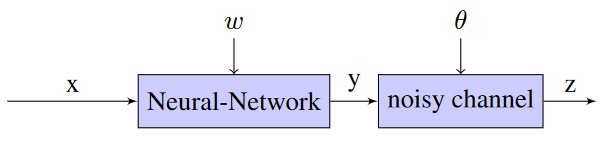 w
θ
x
Neural-Network
y
noisy channel
z